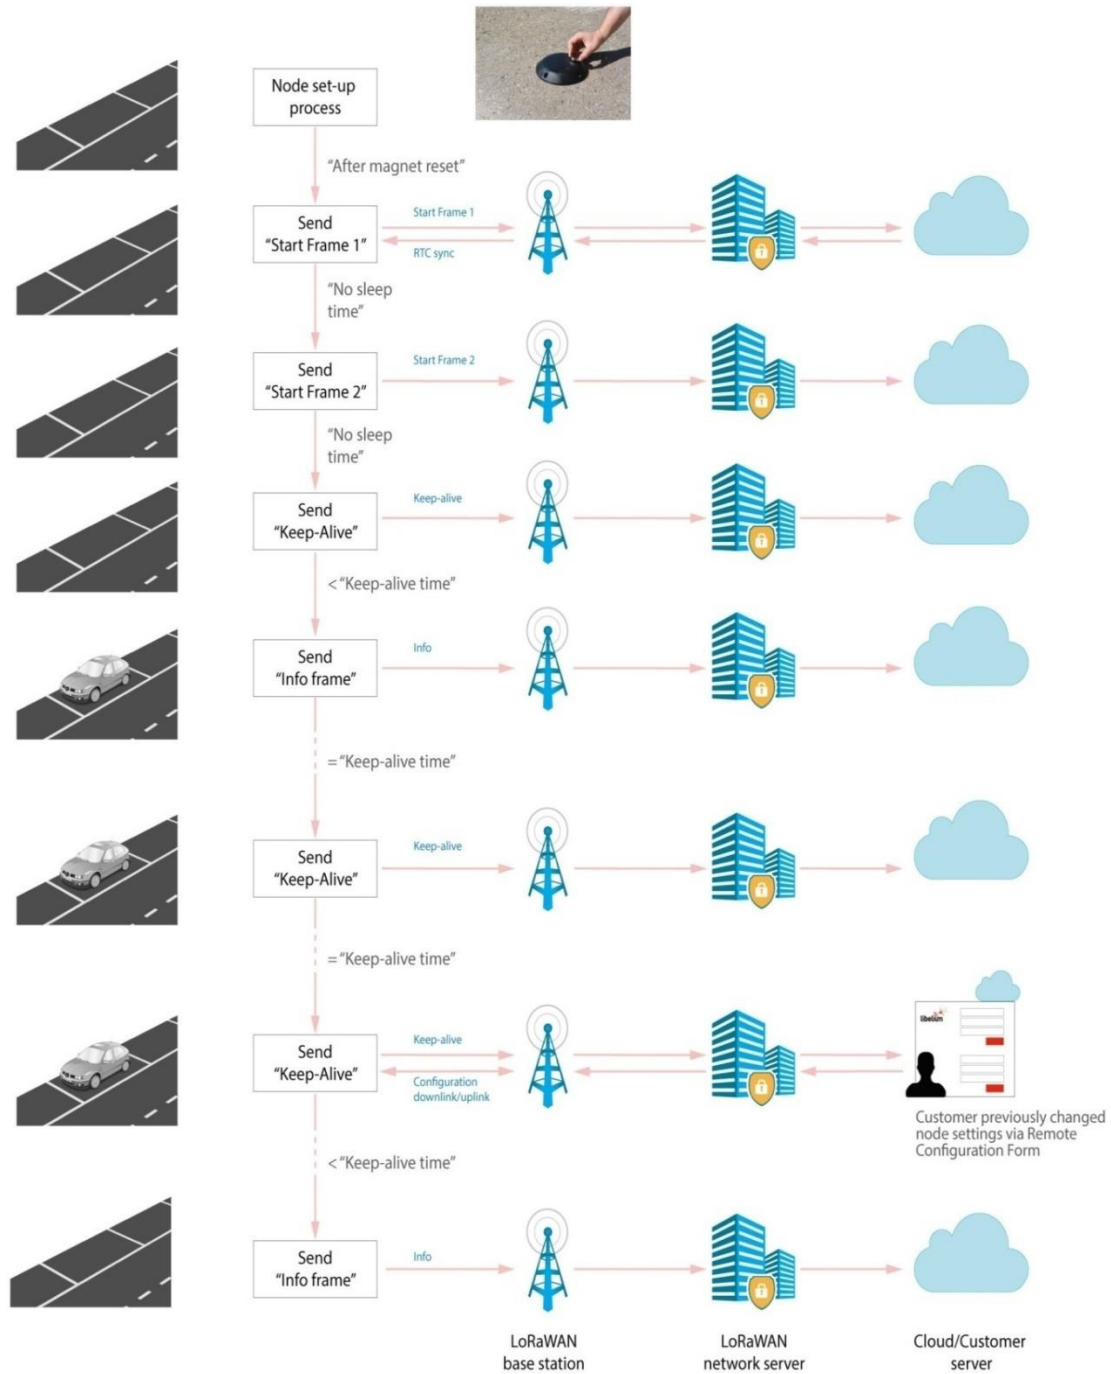 Node set-up
process
"After magnet reset"
Send
"Start Frame 1"
Start Frame 1
RTC sync
"No sleep
time"
Send
"Start Frame 2"
Start Frame 2
"No sleep
time"
Send
"Keep-Alive"
Keep-alive
< "Keep-alive time"
Send
"Info frame"
Info
= "Keep-alive time"
Send
"Keep-Alive"
Keep-alive
= "Keep-alive time"
Send
"Keep-Alive"
Keep-alive
Configuration
downlink/uplink
libelium
Customer previously changed
node settings via Remote
Configuration Form
< "Keep-alive time"
Send
"Info frame"
Info
LoRaWAN
base station
LoRaWAN
network server
Cloud/Customer
server